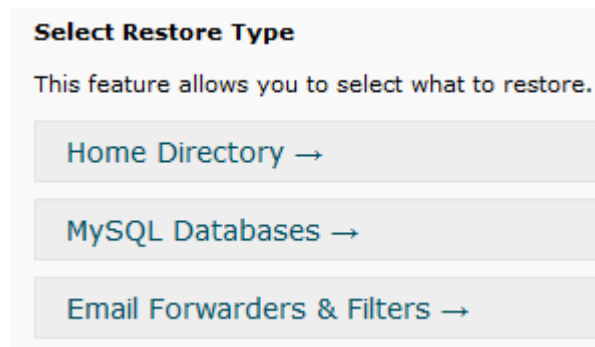 Select Restore Type
This feature allows you to select what to restore.
Home Directory →
MySQL Databases →
Email Forwarders & Filters →